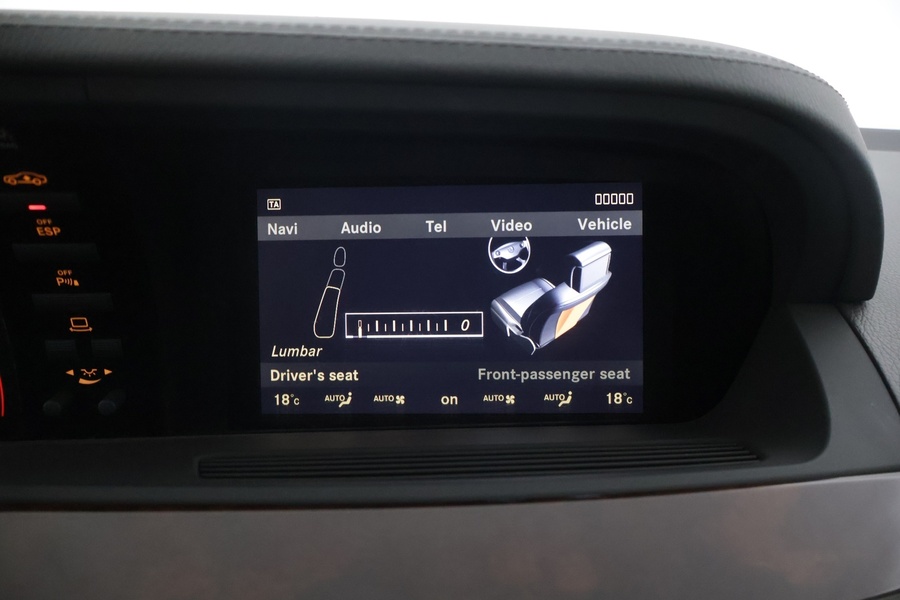 TA
Navi Audio Tel Video Vehicle
0
Lumbar
Driver's seat Front-passenger seat
18°C AUTO AUTO on AUTO AUTO 18°C
OFF
ESP
OFF
P